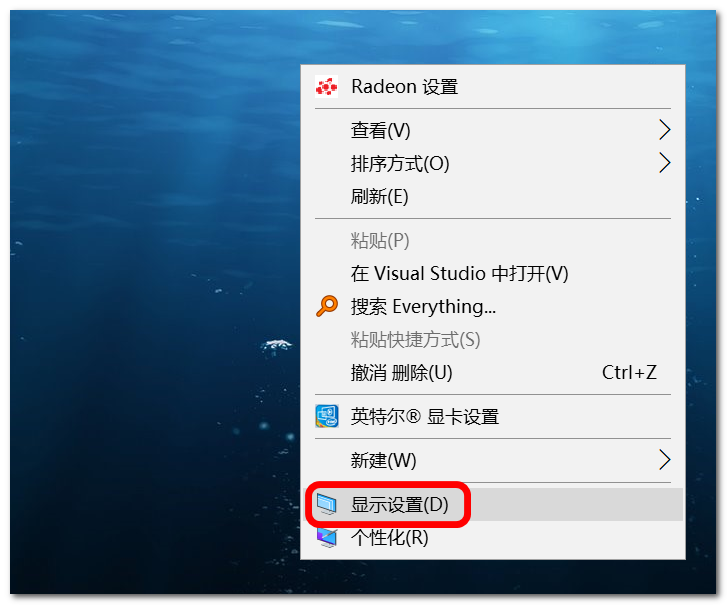 Radeon 设置
查看(V)
排序方式(O)
刷新(E)
粘贴(P)
在 Visual Studio 中打开(V)
搜索 Everything...
粘贴快捷方式(S)
撤消 删除(U) Ctrl+Z
英特尔® 显卡设置
新建(W)
显示设置(D)
个性化(R)